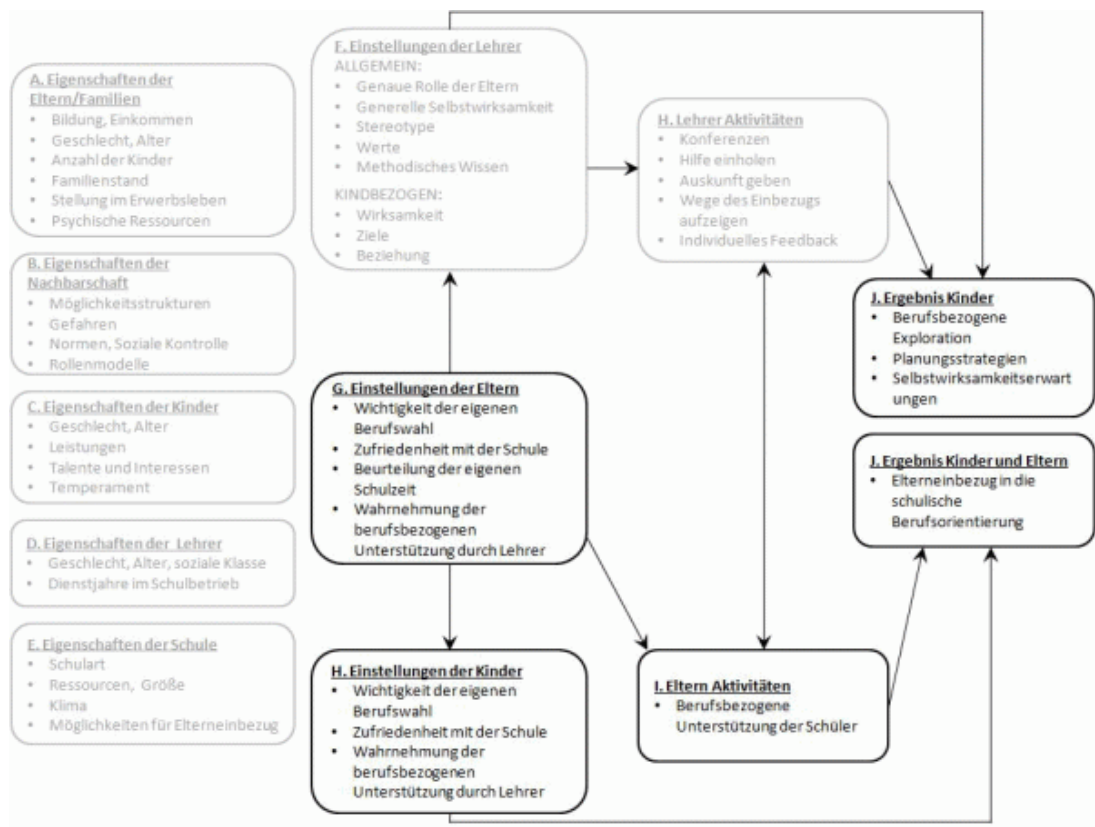 A. Eigenschaften der
Eltern/Familien
• Bildung, Einkommen
• Geschlecht, Alter
• Anzahl der Kinder
• Familienstand
• Stellung im Erwerbsleben
• Psychische Ressourcen
B. Eigenschaften der
Nachbarschaft
• Möglichkeitsstrukturen
• Gefahren
• Normen, Soziale Kontrolle
• Rollenmodelle
C. Eigenschaften der Kinder
• Geschlecht, Alter
• Leistungen
• Talente und Interessen
• Temperament
D. Eigenschaften der Lehrer
• Geschlecht, Alter, soziale Klasse
• Dienstjahre im Schulbetrieb
E. Eigenschaften der Schule
• Schulart
• Ressourcen, Größe
• Klima
• Möglichkeiten für Elterneinbezug
F. Einstellungen der Lehrer
ALLGEMEIN:
• Genaue Rolle der Eltern
• Generelle Selbstwirksamkeit
• Stereotype
• Werte
• Methodisches Wissen
KINDBEZOGEN:
• Wirksamkeit
• Ziele
• Beziehung
G. Einstellungen der Eltern
• Wichtigkeit der eigenen
Berufswahl
• Zufriedenheit mit der Schule
• Beurteilung der eigenen
Schulzeit
• Wahrnehmung der
berufsbezogenen
Unterstützung durch Lehrer
H. Einstellungen der Kinder
• Wichtigkeit der eigenen
Berufswahl
• Zufriedenheit mit der Schule
• Wahrnehmung der
berufsbezogenen
Unterstützung durch Lehrer
H. Lehrer Aktivitäten
• Konferenzen
• Hilfe einholen
• Auskunft geben
• Wege des Einbezugs
aufzeigen
• Individuelles Feedback
I. Eltern Aktivitäten
• Berufsbezogene
Unterstützung der Schüler
J. Ergebnis Kinder
• Berufsbezogene
Exploration
• Planungsstrategien
• Selbstwirksamkeitserwart
ungen
J. Ergebnis Kinder und Eltern
• Elterneinbezug in die
schulische
Berufsorientierung